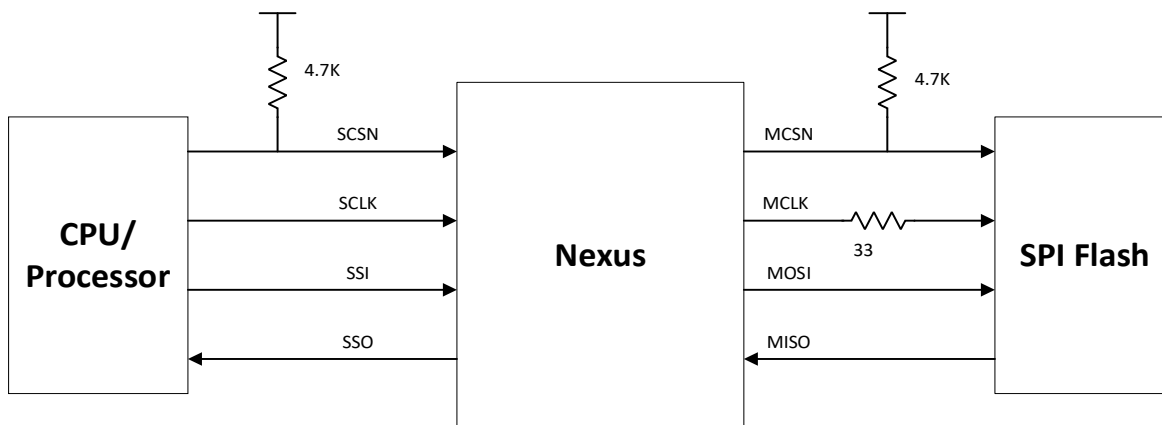 4.7K
4.7K
SCSN
MCSN
SCLK
MCLK
CPU/
Processor
Nexus
33
SPI Flash
SSI
MOSI
SSO
MISO